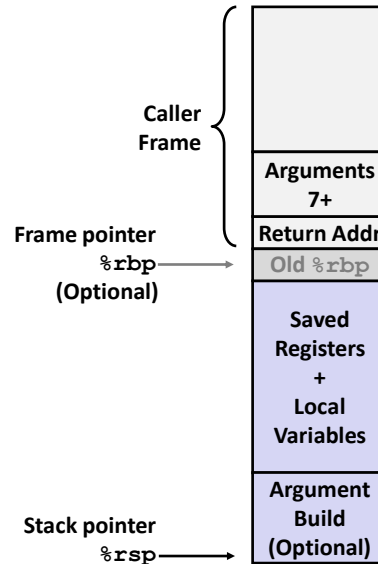 Caller
Frame
Arguments
7+
Return Addr
Frame pointer
%rbp
(Optional)
Old %rbp
Saved
Registers
+
Local
Variables
Argument
Build
(Optional)
Stack pointer
%rsp